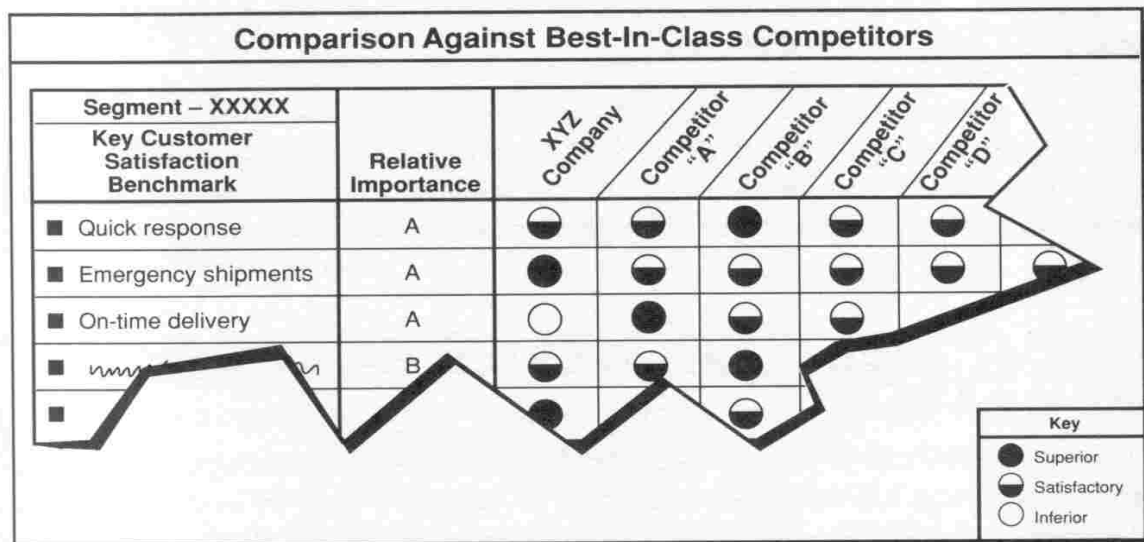 Comparison Against Best-In-Class Competitors
Segment – XXXXX
Key Customer
Satisfaction
Benchmark
Relative
Importance
XYZ
Company
Competitor
“A”
Competitor
“B”
Competitor
“C”
Competitor
“D”
■ Quick response A
■ Emergency shipments A
■ On-time delivery A
■ B
■
Key
Superior
Satisfactory
Inferior